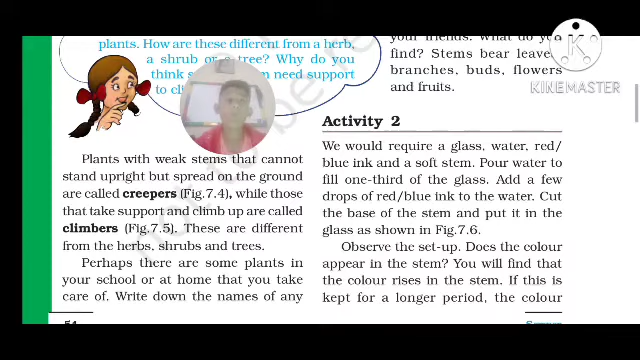 plants. How are these different from a herb,
a shrub or a tree? Why do you
think need support
to
Plants with weak stems that cannot
stand upright but spread on the ground
are called creepers (Fig.7.4), while those
that take support and climb up are called
climbers (Fig.7.5). These are different
from the herbs, shrubs and trees.
Perhaps there are some plants in
your school or at home that you take
care of. Write down the names of any
54
your friends. What do you
find? Stems bear leaves
branches, buds, flowers
and fruits.
Activity 2
We would require a glass, water, red/
blue ink and a soft stem. Pour water to
fill one-third of the glass. Add a few
drops of red/blue ink to the water. Cut
the base of the stem and put it in the
glass as shown in Fig.7.6.
Observe the set-up. Does the colour
appear in the stem? You will find that
the colour rises in the stem. If this is
kept for a longer period, the colour
K
KINEMASTER